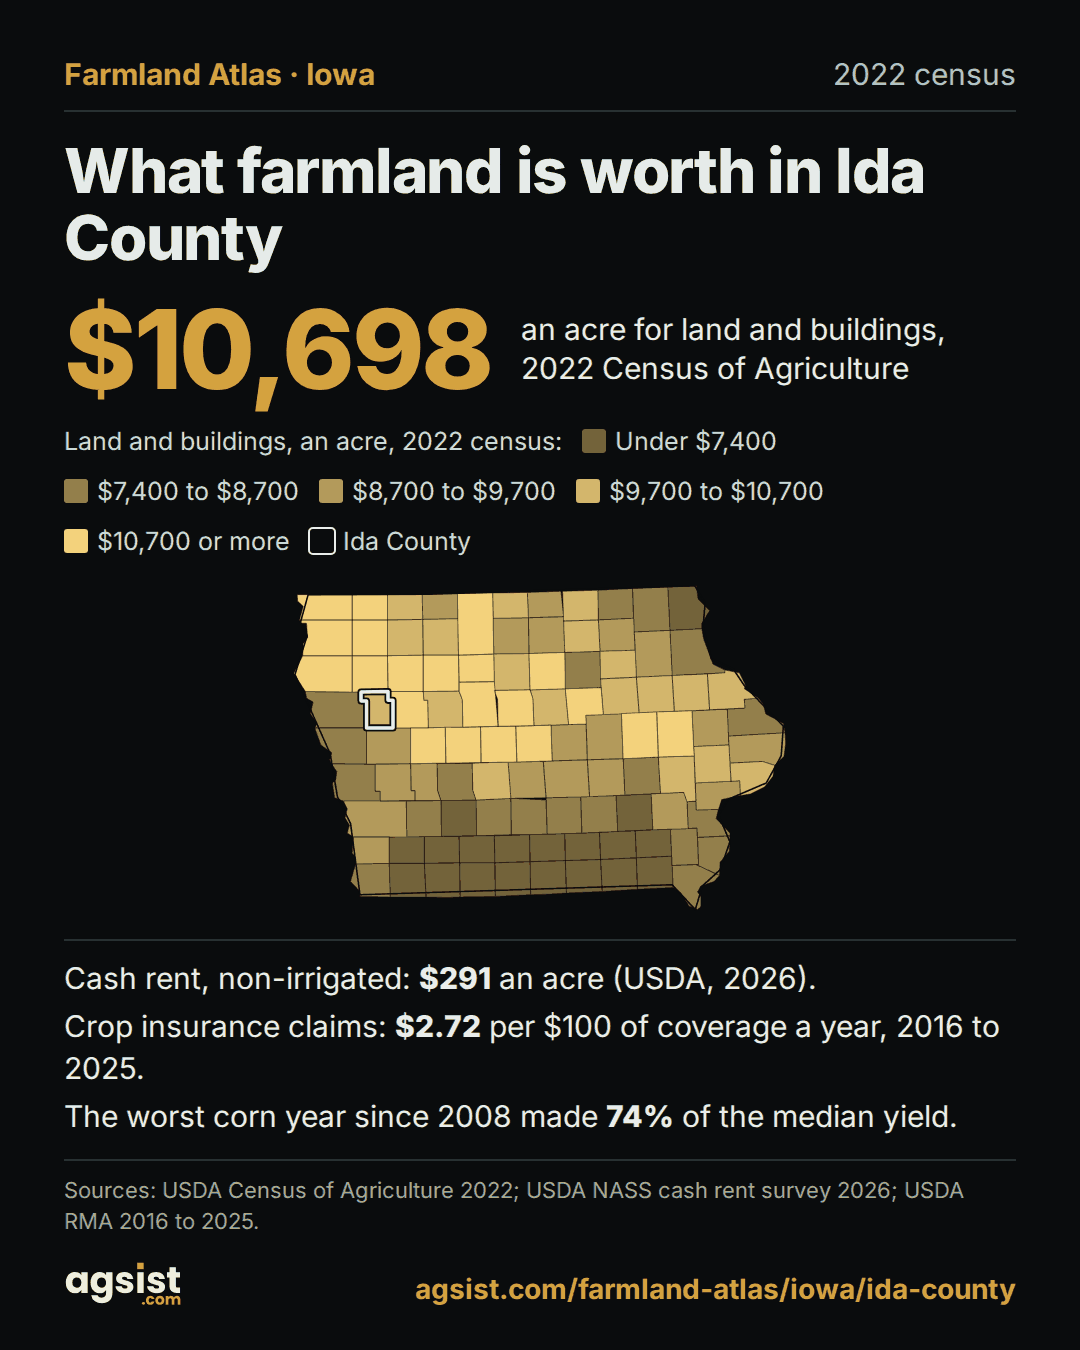 Farmland Atlas · Iowa
2022 census
What farmland is worth in Ida
County
$10,698
an acre for land and buildings,
2022 Census of Agriculture
Land and buildings, an acre, 2022 census: Under $7,400
$7,400 to $8,700 $8,700 to $9,700 $9,700 to $10,700
$10,700 or more Ida County
Cash rent, non-irrigated: $291 an acre (USDA, 2026).
Crop insurance claims: $2.72 per $100 of coverage a year, 2016 to
2025.
The worst corn year since 2008 made 74% of the median yield.
Sources: USDA Census of Agriculture 2022; USDA NASS cash rent survey 2026; USDA
RMA 2016 to 2025.
agsist
.com
agsist.com/farmland-atlas/iowa/ida-county